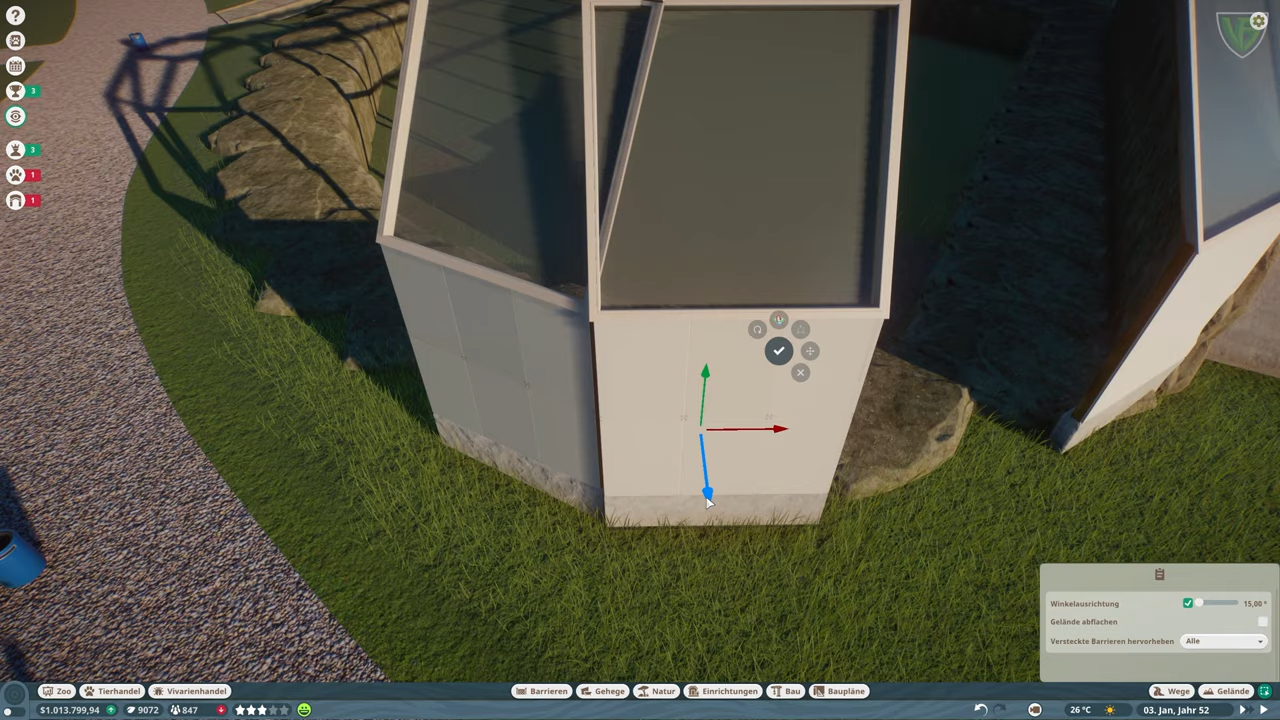 ?
3
3
1
1
VF
Winkelausrichtung 15,00 °
Gelände abflachen
Versteckte Barrieren hervorheben Alle
Zoo Tierhandel Vivarienhandel Barrieren Gehege Natur Einrichtungen Bau Baupläne Wege Gelände
$1.013.799,94 9072 847 26 °C 03. Jan, Jahr 52